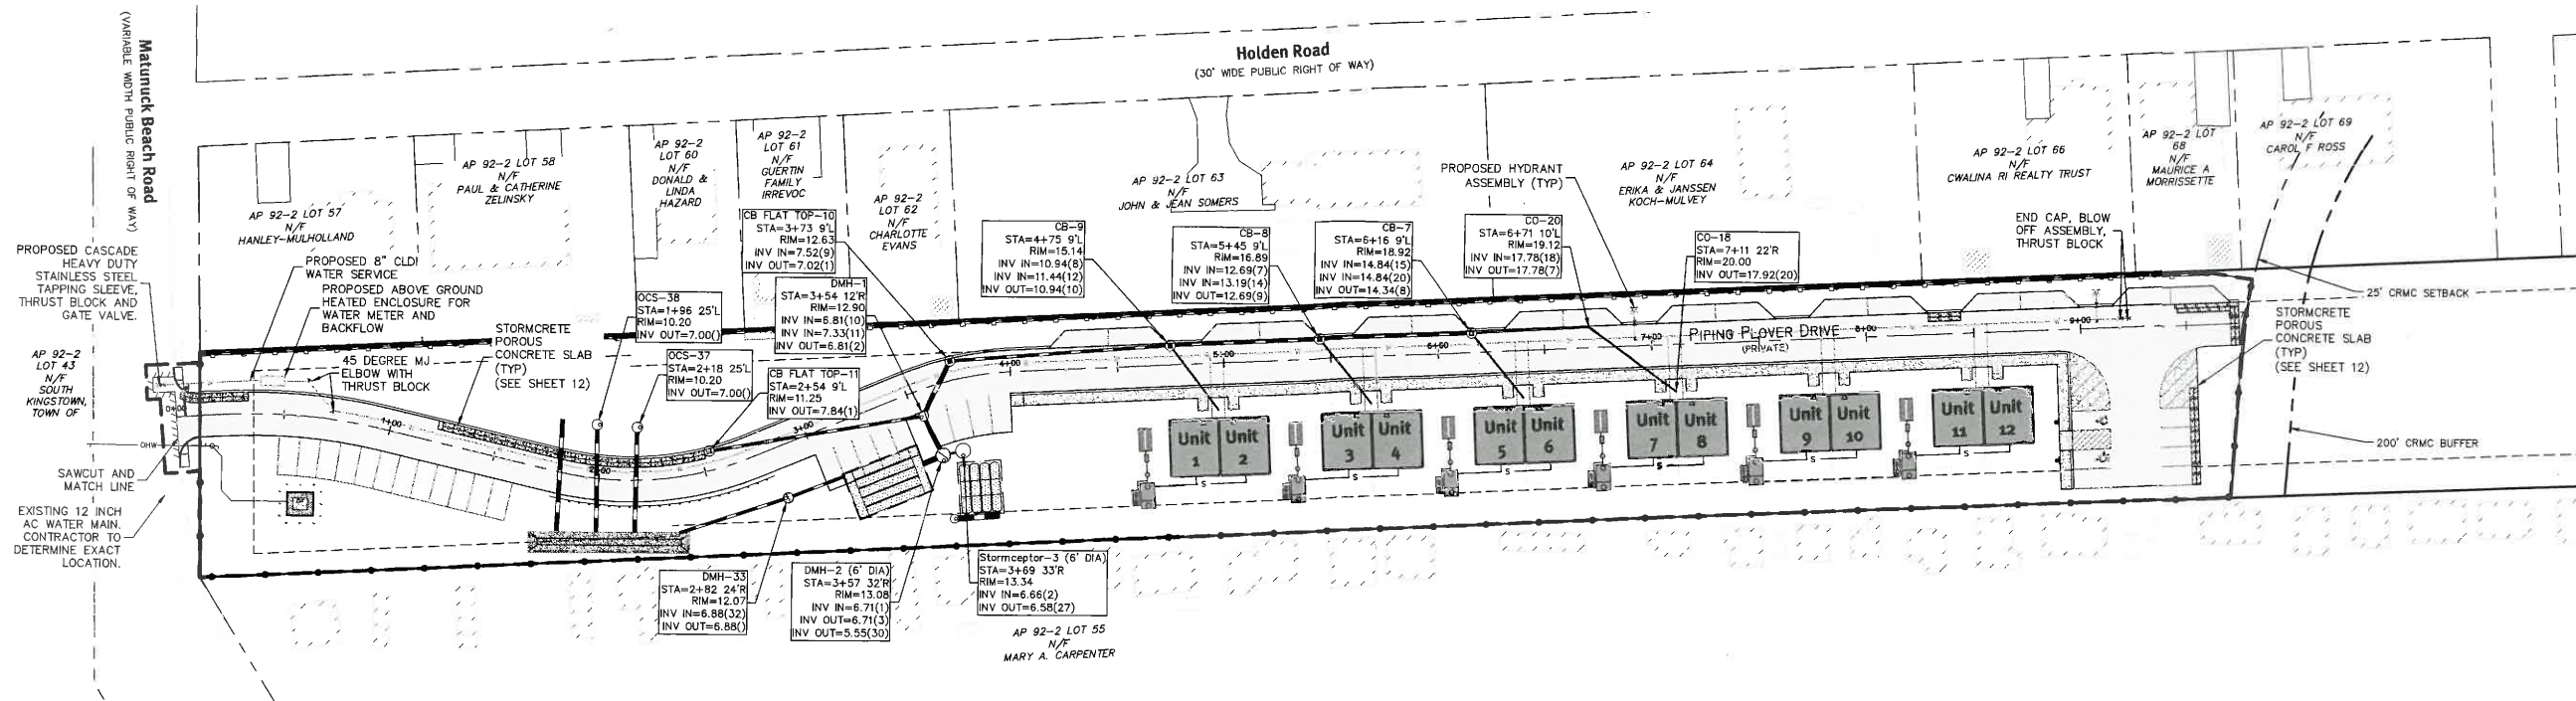 Holden Road
(30' WIDE PUBLIC RIGHT OF WAY)
Matunuck Beach Road
(VARIABLE WIDTH PUBLIC RIGHT OF WAY)
AP 92-2 LOT 57
N/F
HANLEY-MULHOLLAND
AP 92-2 LOT 58
N/F
PAUL & CATHERINE
ZELINSKY
AP 92-2
LOT 60
N/F
DONALD &
LINDA
HAZARD
AP 92-2
LOT 61
N/F
GUERTIN
FAMILY
IRREVOC
AP 92-2
LOT 62
N/F
CHARLOTTE
EVANS
AP 92-2 LOT 63
N/F
JOHN & JEAN SOMERS
PROPOSED HYDRANT
ASSEMBLY (TYP)
AP 92-2 LOT 64
N/F
ERIKA & JANSSEN
KOCH-MULVEY
AP 92-2 LOT 66
N/F
CWALINA RI REALTY TRUST
AP 92-2 LOT
68
N/F
MAURICE A
MORRISSETTE
AP 92-2 LOT 69
N/F
CAROL F ROSS
END CAP, BLOW
OFF ASSEMBLY,
THRUST BLOCK
PROPOSED CASCADE
HEAVY DUTY
STAINLESS STEEL
TAPPING SLEEVE,
THRUST BLOCK AND
GATE VALVE.
AP 92-2
LOT 43
N/F
SOUTH
KINGSTOWN,
TOWN OF
PROPOSED 8" CLDI
WATER SERVICE
PROPOSED ABOVE GROUND
HEATED ENCLOSURE FOR
WATER METER AND
BACKFLOW
45 DEGREE MJ
ELBOW WITH
THRUST BLOCK
STORMCRETE
POROUS
CONCRETE SLAB
(TYP)
(SEE SHEET 12)
OCS-38
STA=1+96 25'L
RIM=10.20
INV OUT=7.00()
OCS-37
STA=2+18 25'L
RIM=10.20
INV OUT=7.00()
CB FLAT TOP-10
STA=3+73 9'L
RIM=12.63
INV IN=7.52(9)
INV OUT=7.02(1)
DMH-1
STA=3+54 12'R
RIM=12.90
INV IN=6.81(10)
INV IN=7.33(11)
INV OUT=6.81(2)
CB FLAT TOP-11
STA=2+54 9'L
RIM=11.25
INV OUT=7.84(1)
CB-9
STA=4+75 9'L
RIM=15.14
INV IN=10.94(8)
INV IN=11.44(12)
INV OUT=10.94(10)
CB-8
STA=5+45 9'L
RIM=16.89
INV IN=12.69(7)
INV IN=13.19(14)
INV OUT=12.69(9)
CB-7
STA=6+16 9'L
RIM=18.92
INV IN=14.84(15)
INV IN=14.84(20)
INV OUT=14.34(8)
CO-20
STA=6+71 10'L
RIM=19.12
INV IN=17.78(18)
INV OUT=17.78(7)
CO-18
STA=7+11 22'R
RIM=20.00
INV OUT=17.92(20)
25' CRMC SETBACK
STORMCRETE
POROUS
CONCRETE SLAB
(TYP)
(SEE SHEET 12)
200' CRMC BUFFER
PIPING PLOVER DRIVE
(PRIVATE)
0+00
1+00
2+00
3+00
4+00
5+00
6+00
7+00
8+00
9+00
OHW
SAWCUT AND
MATCH LINE
EXISTING 12 INCH
AC WATER MAIN.
CONTRACTOR TO
DETERMINE EXACT
LOCATION.
Unit 1
Unit 2
Unit 3
Unit 4
Unit 5
Unit 6
Unit 7
Unit 8
Unit 9
Unit 10
Unit 11
Unit 12
S
S
S
S
S
S
DMH-33
STA=2+82 24'R
RIM=12.07
INV IN=6.88(32)
INV OUT=6.88()
DMH-2 (6' DIA)
STA=3+57 32'R
RIM=13.08
INV IN=6.71(1)
INV OUT=6.71(3)
INV OUT=5.55(30)
Stormceptor-3 (6' DIA)
STA=3+69 33'R
RIM=13.34
INV IN=6.66(2)
INV OUT=6.58(27)
AP 92-2 LOT 55
N/F
MARY A. CARPENTER